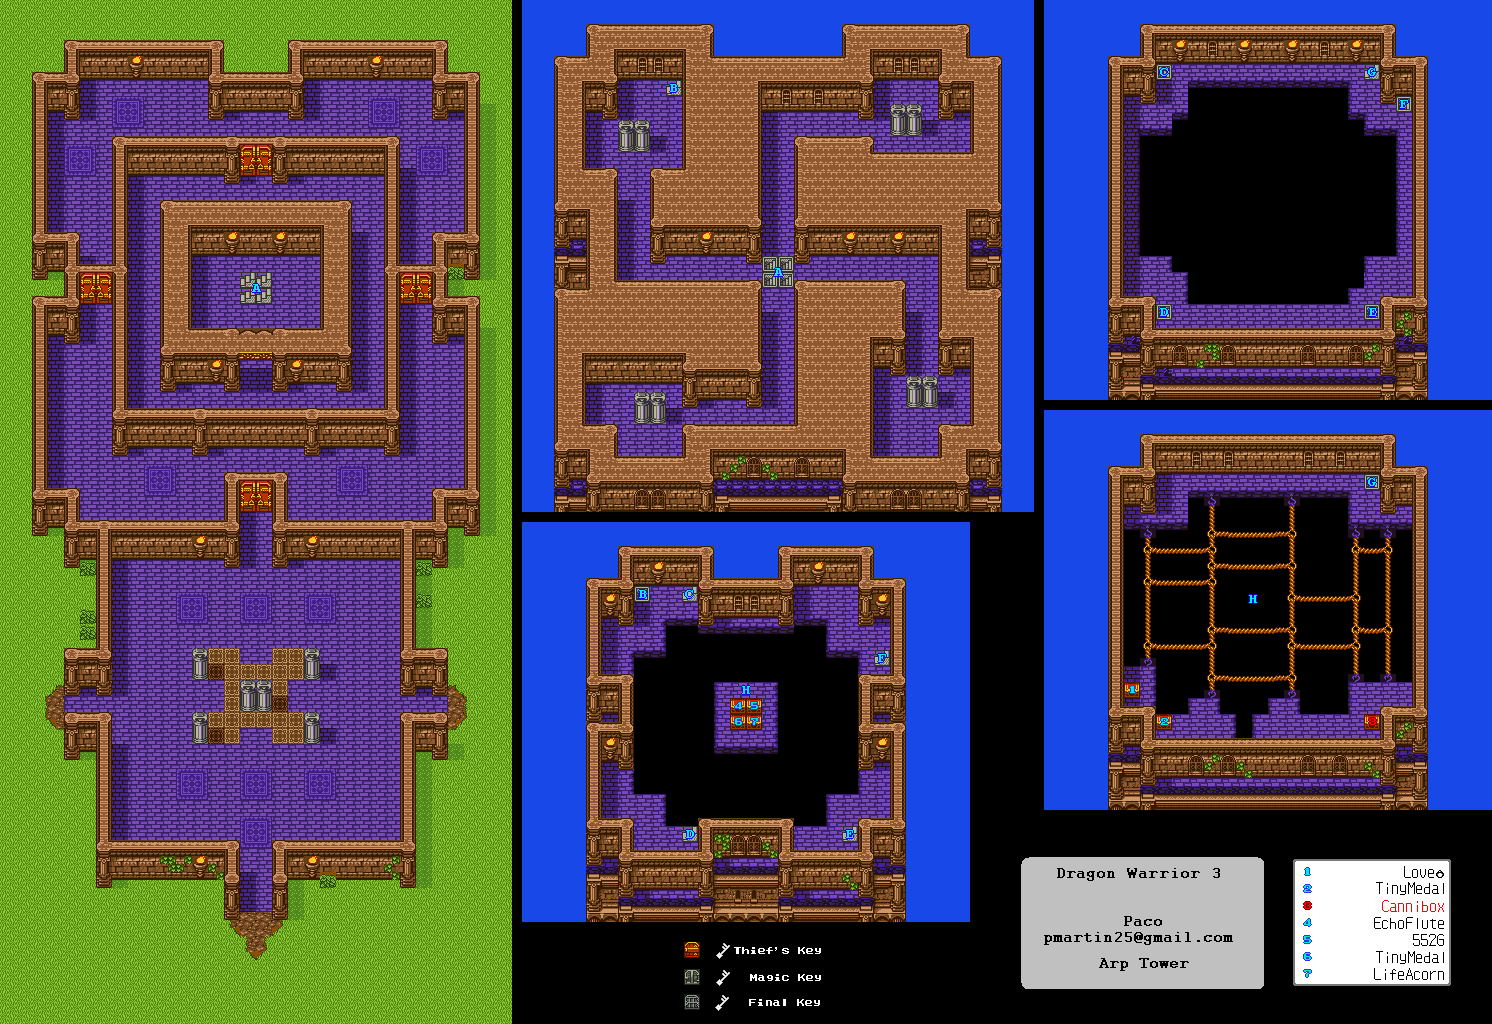 A
B
A
C
G
F
D
E
B
C
F
H
4 5
6 7
D
E
G
H
1
2
3
Thief's Key
Magic Key
Final Key
Dragon Warrior 3
Paco
pmartin25@gmail.com
Arp Tower
1 Love♠
2 TinyMedal
3 Cannibox
4 EchoFlute
5 552G
6 TinyMedal
7 LifeAcorn